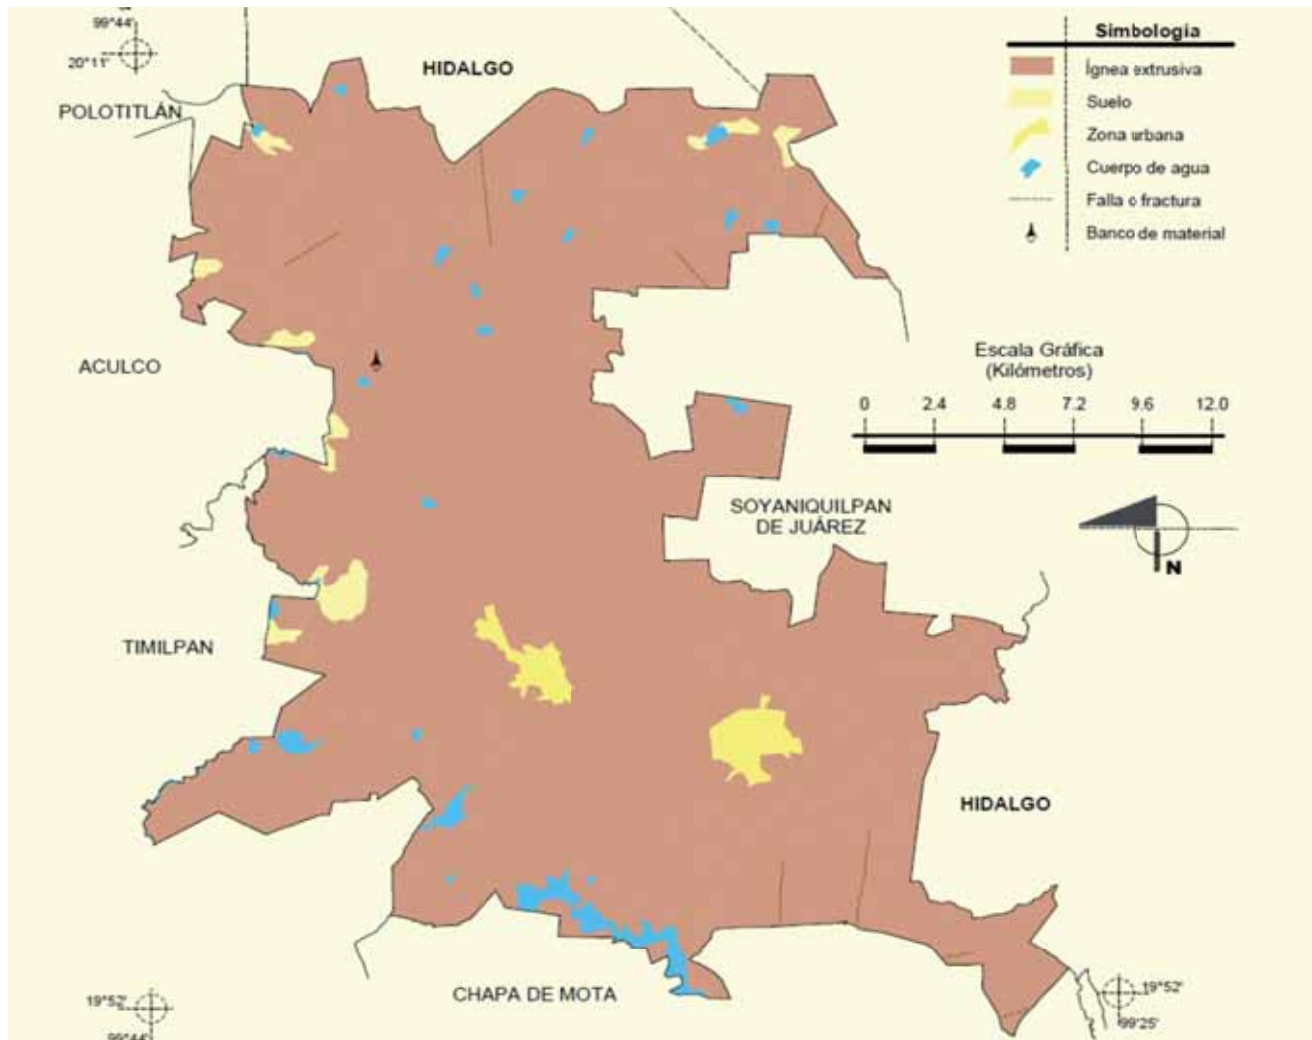 99°44'
20°11'
HIDALGO
POLOTITLÁN
Simbología
Ígnea extrusiva
Suelo
Zona urbana
Cuerpo de agua
Falla o fractura
Banco de material
ACULCO
Escala Gráfica
(Kilómetros)
0 2.4 4.8 7.2 9.6 12.0
SOYANIQUILPAN
DE JUÁREZ
N
TIMILPAN
HIDALGO
CHAPA DE MOTA
19°52'
99°44'
19°52'
99°25'